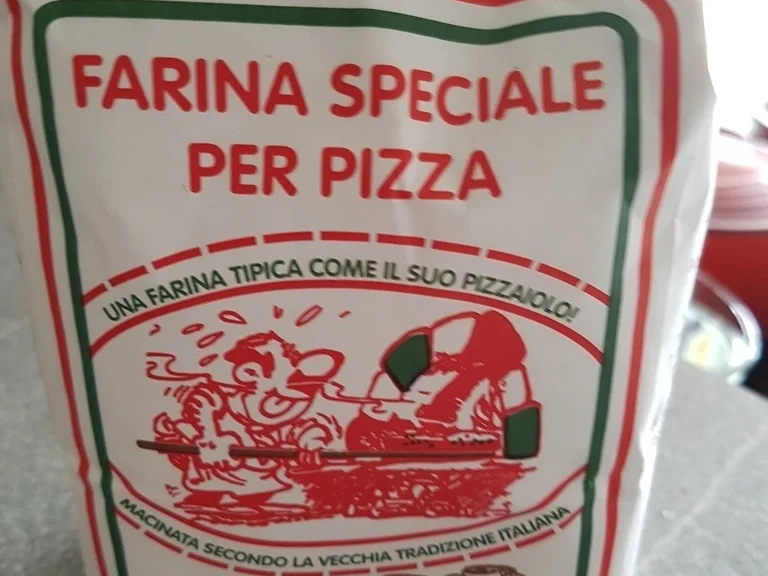 FARINA SPECIALE
PER PIZZA
UNA FARINA TIPICA COME IL SUO PIZZAIOLO!
MACINATA SECONDO LA VECCHIA TRADIZIONE ITALIANA